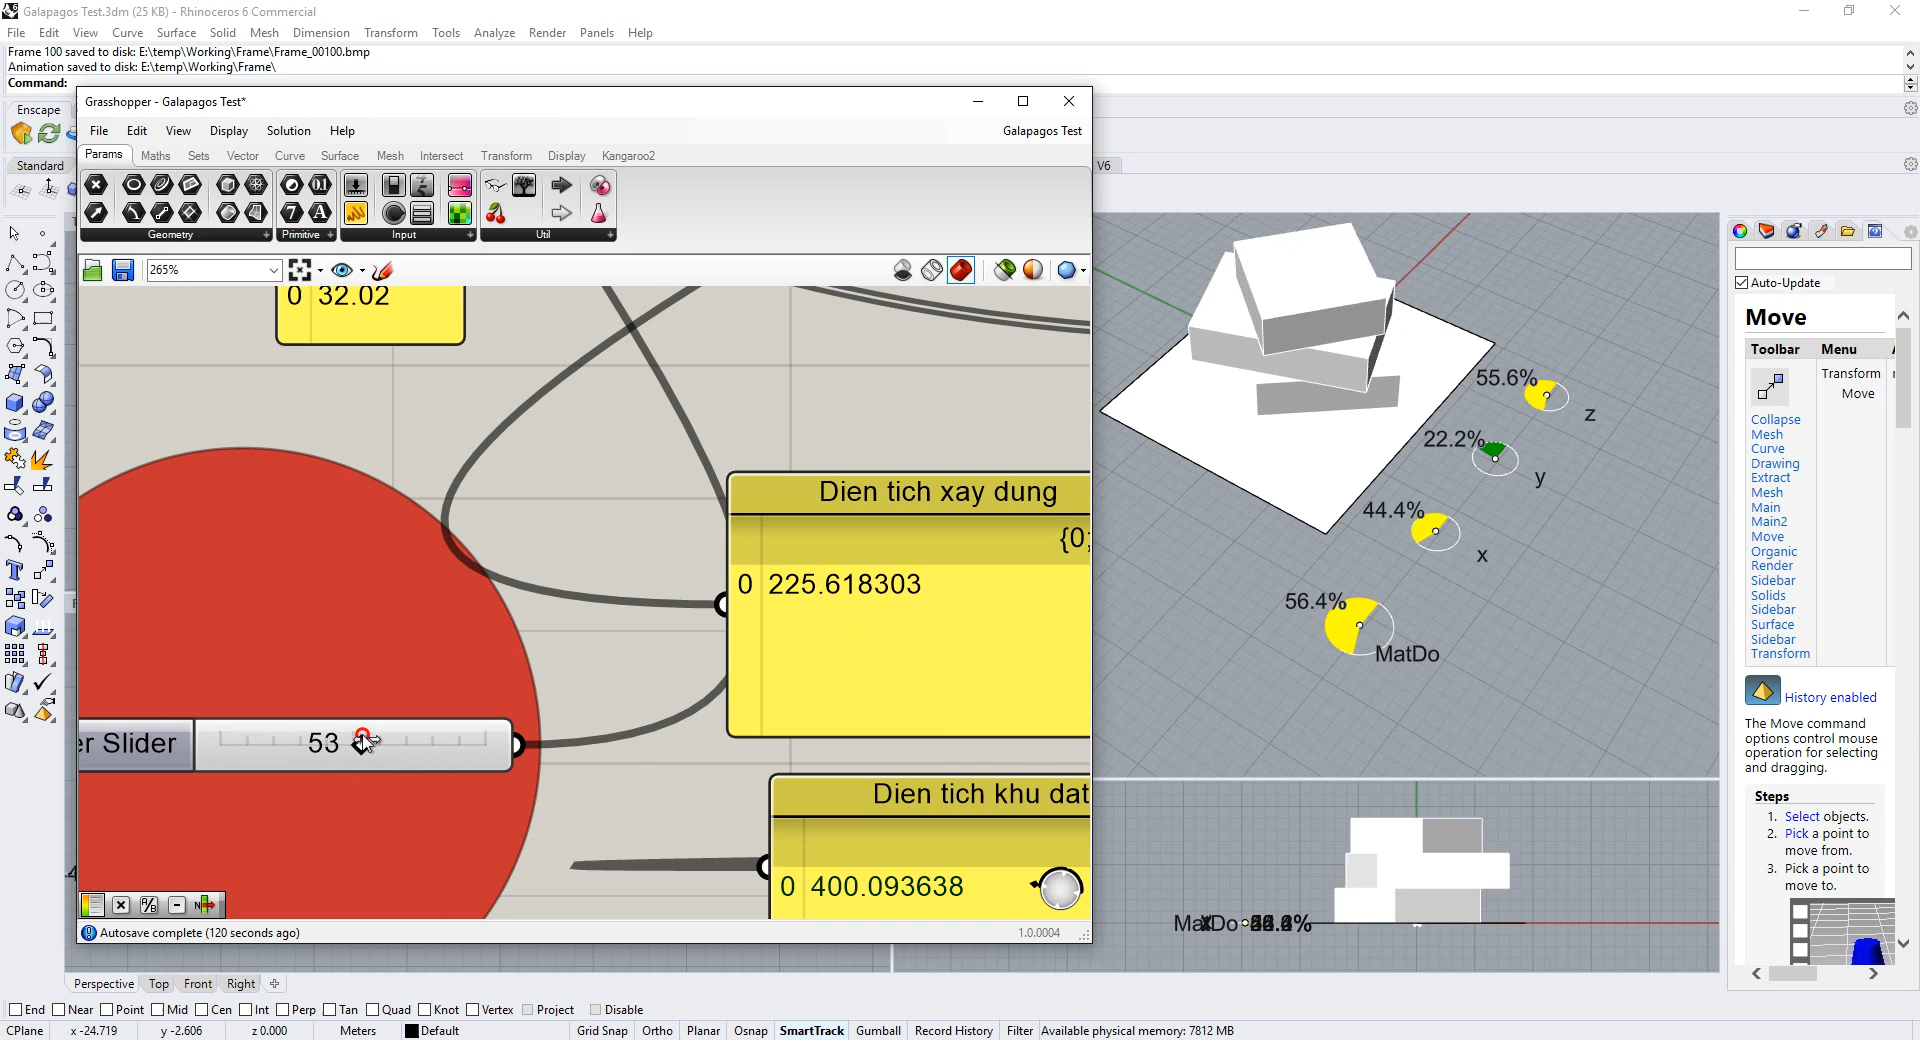 Galapagos Test.3dm (25 KB) - Rhinoceros 6 Commercial
File Edit View Curve Surface Solid Mesh Dimension Transform Tools Analyze Render Panels Help
Frame 100 saved to disk: E:\temp\Working\Frame\Frame_00100.bmp
Animation saved to disk: E:\temp\Working\Frame\
Command:
Enscape
Standard
V6
Grasshopper - Galapagos Test*
File Edit View Display Solution Help
Galapagos Test
Params Maths Sets Vector Curve Surface Mesh Intersect Transform Display Kangaroo2
Geometry
Primitive
Input
Util
265%
0 32.02
Dien tich xay dung
{0;
0 225.618303
er Slider
53
Dien tich khu dat
0 400.093638
Autosave complete (120 seconds ago)
1.0.0004
55.6%
z
22.2%
y
44.4%
x
56.4%
MatDo
Auto-Update
Move
Toolbar Menu
Transform
Move
Collapse
Mesh
Curve
Drawing
Extract
Mesh
Main
Main2
Move
Organic
Render
Sidebar
Solids
Sidebar
Surface
Sidebar
Transform
History enabled
The Move command
options control mouse
operation for selecting
and dragging.
Steps
1. Select objects.
2. Pick a point to
move from.
3. Pick a point to
move to.
Perspective Top Front Right
End Near Point Mid Cen Int Perp Tan Quad Knot Vertex Project Disable
CPlane x -24.719 y -2.606 z 0.000 Meters Default Grid Snap Ortho Planar Osnap SmartTrack Gumball Record History Filter Available physical memory: 7812 MB